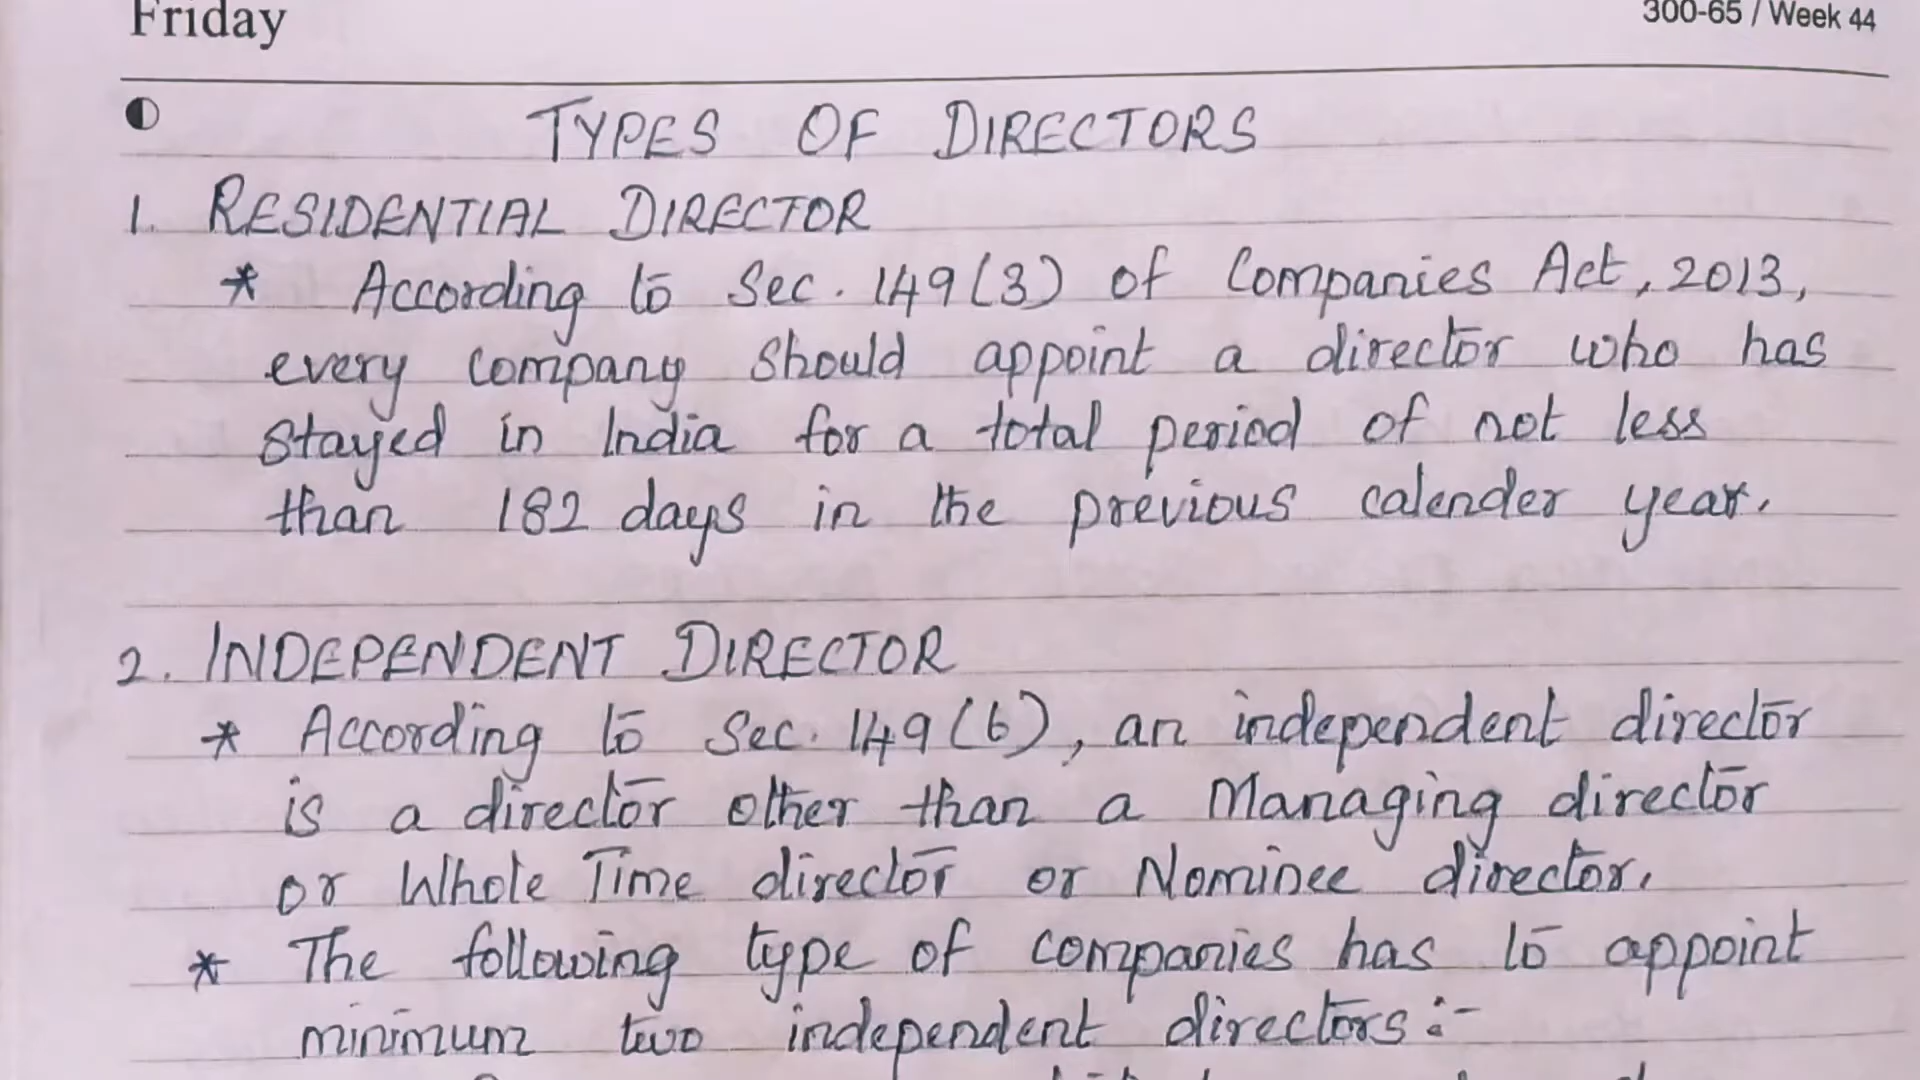 Friday
300-65 / Week 44
TYPES OF DIRECTORS
1. RESIDENTIAL DIRECTOR
* According to Sec. 149(3) of Companies Act, 2013,
every company should appoint a director who has
stayed in India for a total period of not less
than 182 days in the previous calender year.
2. INDEPENDENT DIRECTOR
* According to Sec. 149(6), an independent director
is a director other than a Managing director
or Whole Time director or Nominee director.
* The following type of companies has to appoint
minimum two independent directors:-